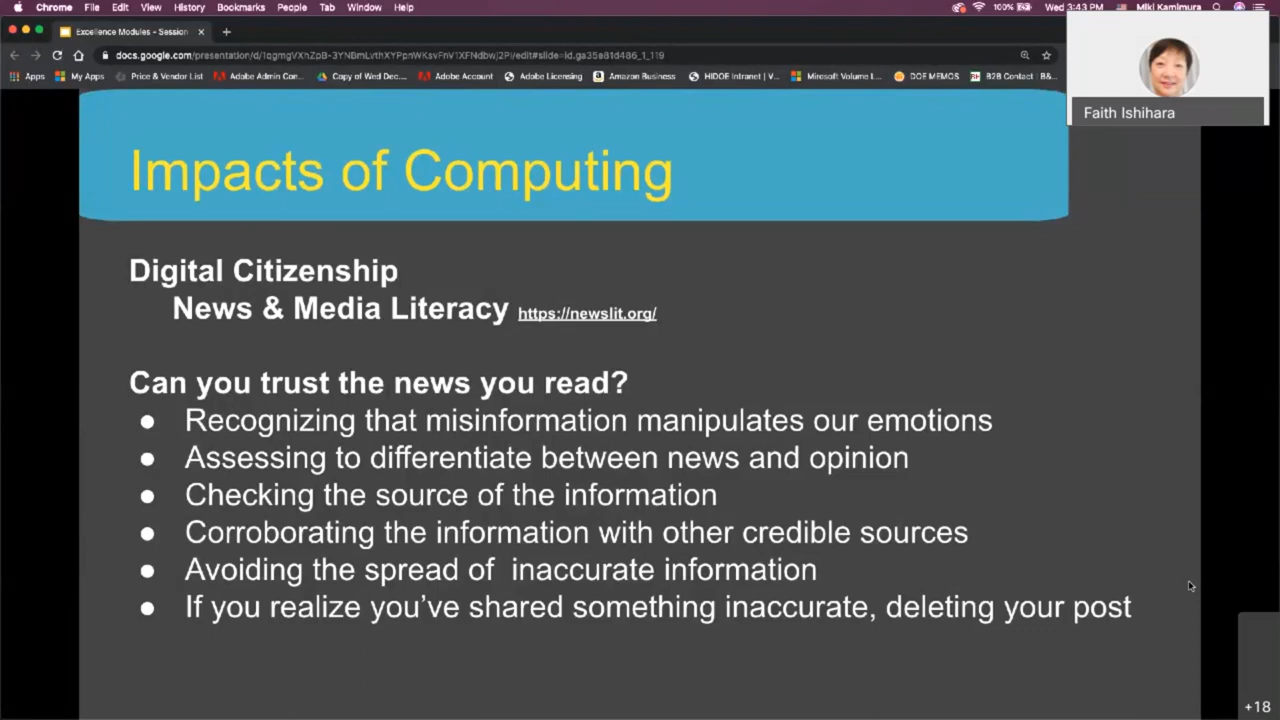 Chrome File Edit View History Bookmarks People Tab Window Help 100% Wed 3:43 PM Miki Kamimura
Excellence Modules - Session
docs.google.com/presentation/d/1qgmgVXhZpB-3YNBmLvthXYPpnWKsvFnV1XFNdbwj2PI/edit#slide=id.ga35e81d486_1_119
Apps My Apps Price & Vendor List Adobe Admin Con... Copy of Wed Dec.... Adobe Account Adobe Licensing Amazon Business HIDOE Intranet | V... Mirosoft Volume L... DOE MEMOS B2B Contact | B&...
Faith Ishihara
Impacts of Computing
Digital Citizenship
News & Media Literacy https://newslit.org/
Can you trust the news you read?
● Recognizing that misinformation manipulates our emotions
● Assessing to differentiate between news and opinion
● Checking the source of the information
● Corroborating the information with other credible sources
● Avoiding the spread of inaccurate information
● If you realize you’ve shared something inaccurate, deleting your post
+18